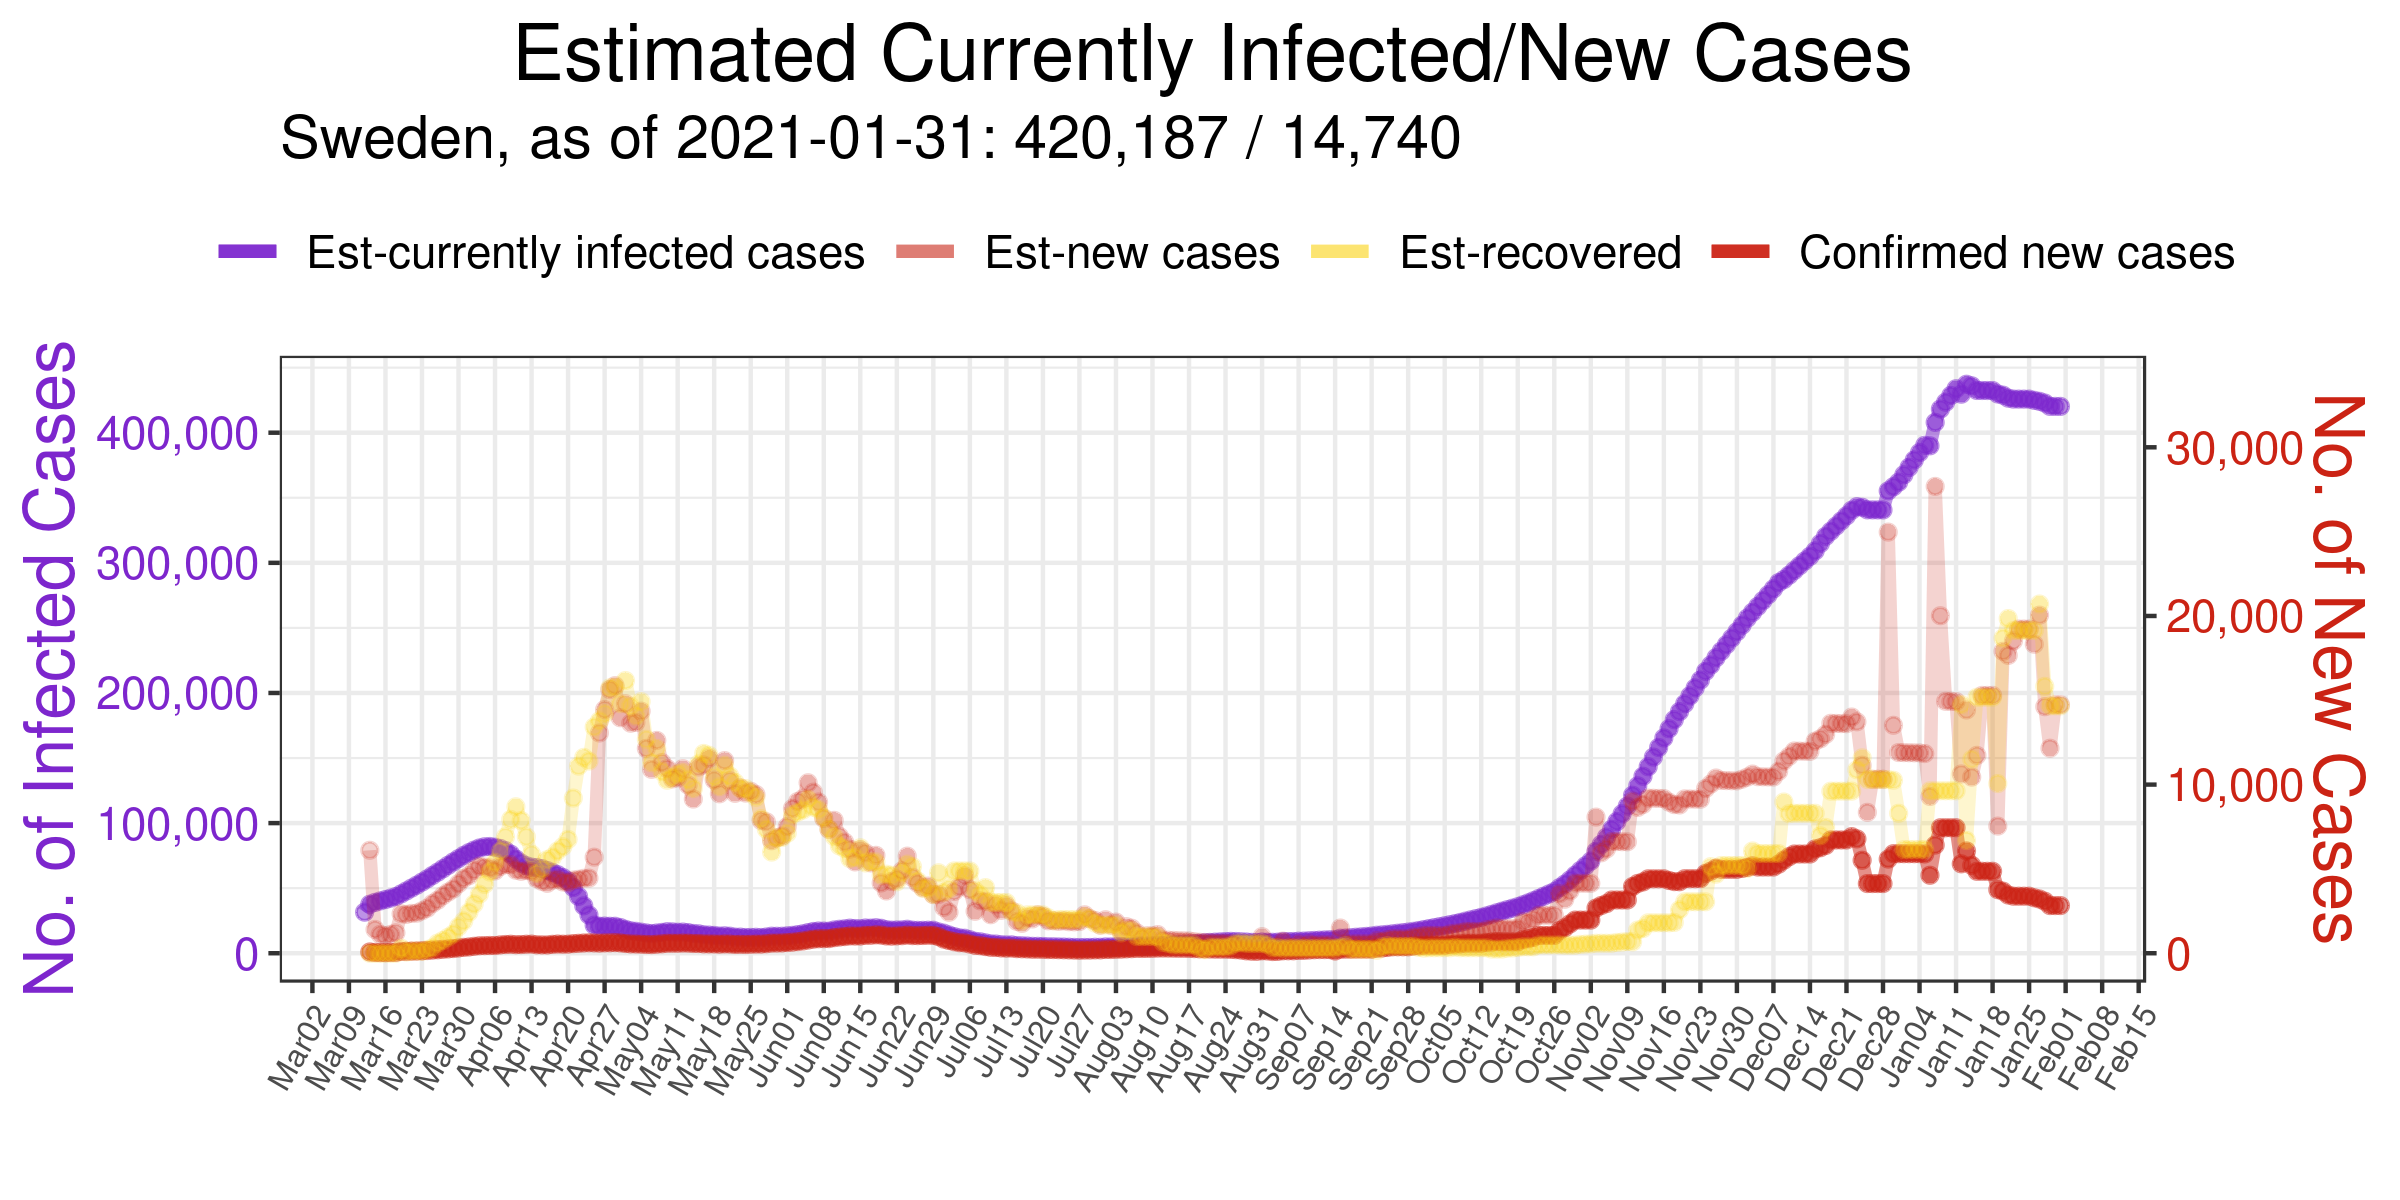 Estimated Currently Infected/New Cases
Sweden, as of 2021-01-31: 420,187 / 14,740
Est-currently infected cases Est-new cases Est-recovered Confirmed new cases
No. of Infected Cases
400,000
300,000
200,000
100,000
0
30,000
20,000
10,000
0
No. of New Cases
Mar02 Mar09 Mar16 Mar23 Mar30 Apr06 Apr13 Apr20 Apr27 May04 May11 May18 May25 Jun01 Jun08 Jun15 Jun22 Jun29 Jul06 Jul13 Jul20 Jul27 Aug03 Aug10 Aug17 Aug24 Aug31 Sep07 Sep14 Sep21 Sep28 Oct05 Oct12 Oct19 Oct26 Nov02 Nov09 Nov16 Nov23 Nov30 Dec07 Dec14 Dec21 Dec28 Jan04 Jan11 Jan18 Jan25 Feb01 Feb08 Feb15